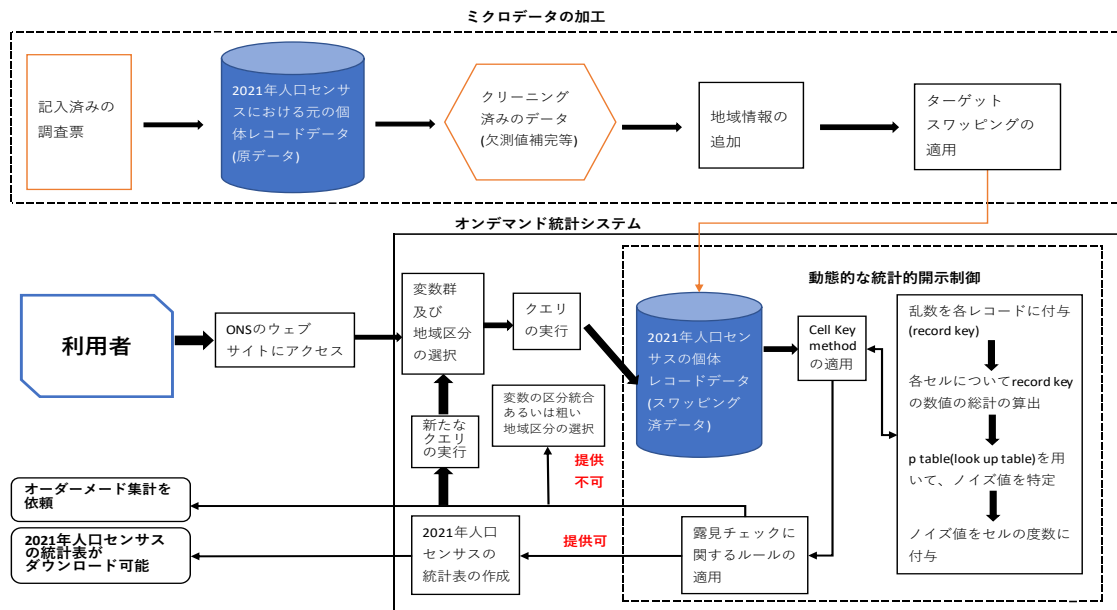 ミクロデータの加工
記入済みの
調査票
2021年人口センサ
スにおける元の個
体レコードデータ
(原データ)
クリーニング
済みのデータ
(欠測値補完等)
地域情報の
追加
ターゲット
スワッピングの
適用
オンデマンド統計システム
利用者
ONSのウェブ
サイトにアクセス
変数群
及び
地域区分
の選択
クエリ
の実行
新たな
クエリ
の実行
変数の区分統合
あるいは粗い
地域区分の選択
提供
不可
動態的な統計的開示制御
2021年人口セン
サスの個体
レコードデータ
(スワッピング
済データ)
Cell Key
method
の適用
乱数を各レコードに付与
(record key)
各セルについてrecord key
の数値の総計の算出
p table(look up table)を用
いて、ノイズ値を特定
ノイズ値をセルの度数に
付与
オーダーメード集計を
依頼
2021年人口センサス
の統計表が
ダウンロード可能
2021年人口
センサスの
統計表の作成
提供可
露見チェックに
関するルールの
適用